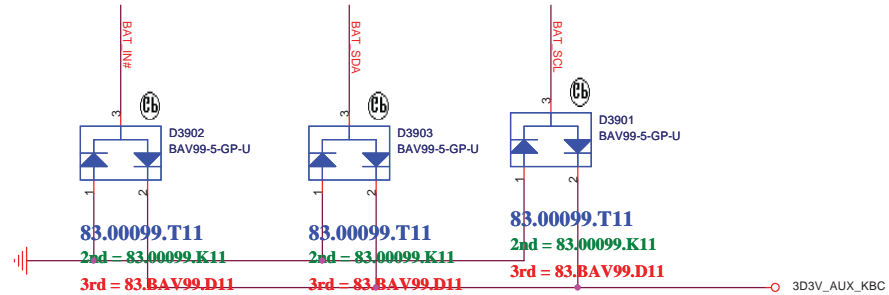 BAT_IN#
BAT_SDA
BAT_SCL
3
3
3
D3902
BAV99-5-GP-U
D3903
BAV99-5-GP-U
D3901
BAV99-5-GP-U
1
2
1
2
1
2
83.00099.T11
2nd = 83.00099.K11
3rd = 83.BAV99.D11
83.00099.T11
2nd = 83.00099.K11
3rd = 83.BAV99.D11
83.00099.T11
2nd = 83.00099.K11
3rd = 83.BAV99.D11
3D3V_AUX_KBC